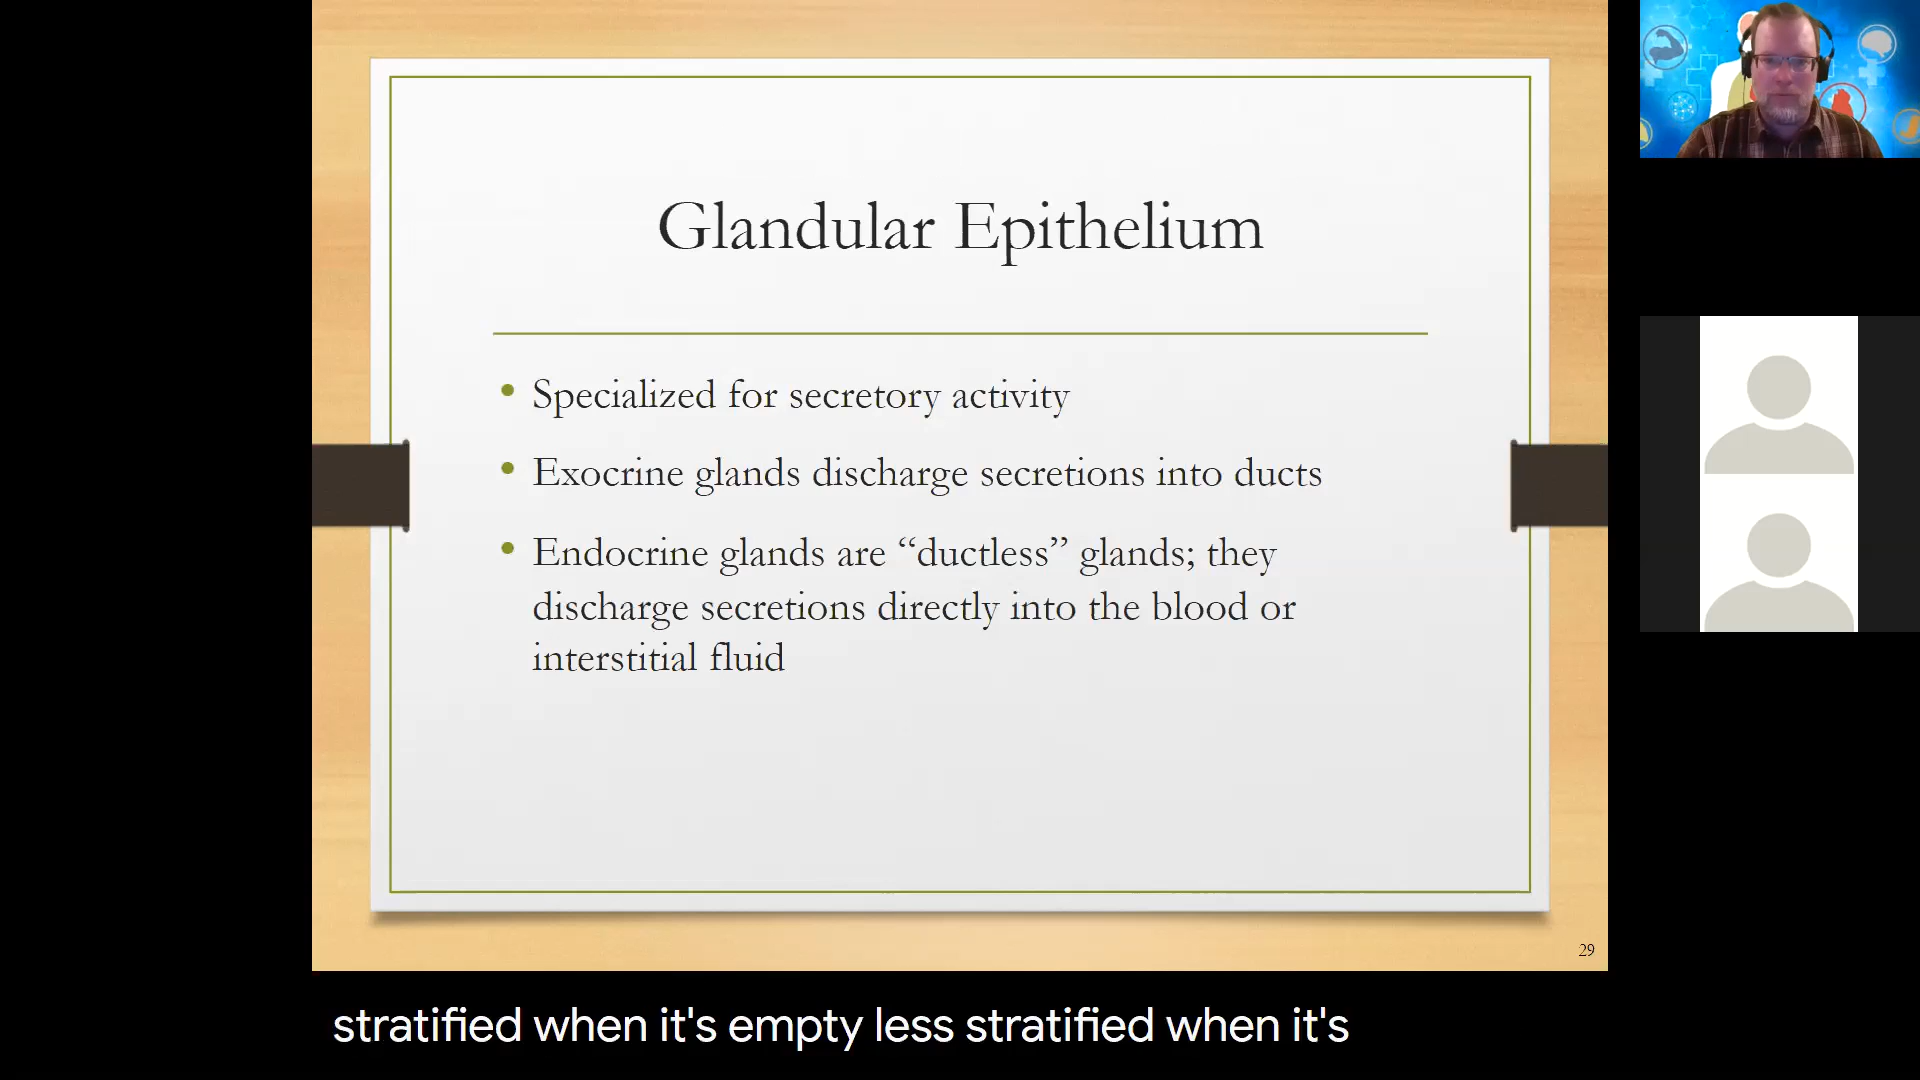 Glandular Epithelium
• Specialized for secretory activity
• Exocrine glands discharge secretions into ducts
• Endocrine glands are “ductless” glands; they
discharge secretions directly into the blood or
interstitial fluid
29
stratified when it's empty less stratified when it's